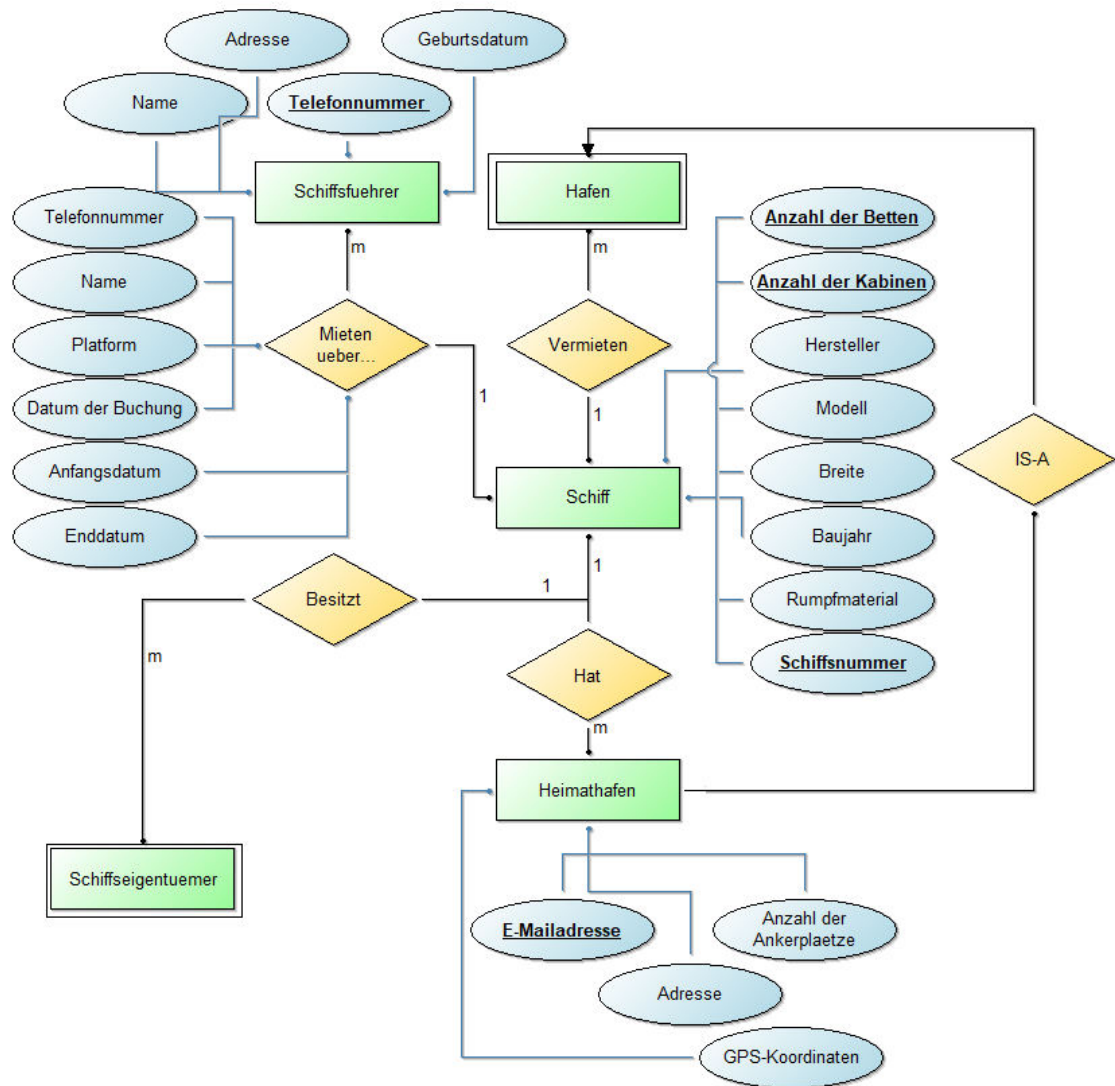 Adresse
Geburtsdatum
Name
Telefonnummer
Schiffsfuehrer
Hafen
Telefonnummer
Anzahl der Betten
m
m
Name
Anzahl der Kabinen
Platform
Mieten
ueber...
Vermieten
Hersteller
Datum der Buchung
1
1
Modell
Anfangsdatum
Breite
IS-A
Schiff
Enddatum
Baujahr
1
Besitzt
1
Rumpfmaterial
m
Hat
Schiffsnummer
m
Heimathafen
Schiffseigentuemer
E-Mailadresse
Anzahl der
Ankerplaetze
Adresse
GPS-Koordinaten